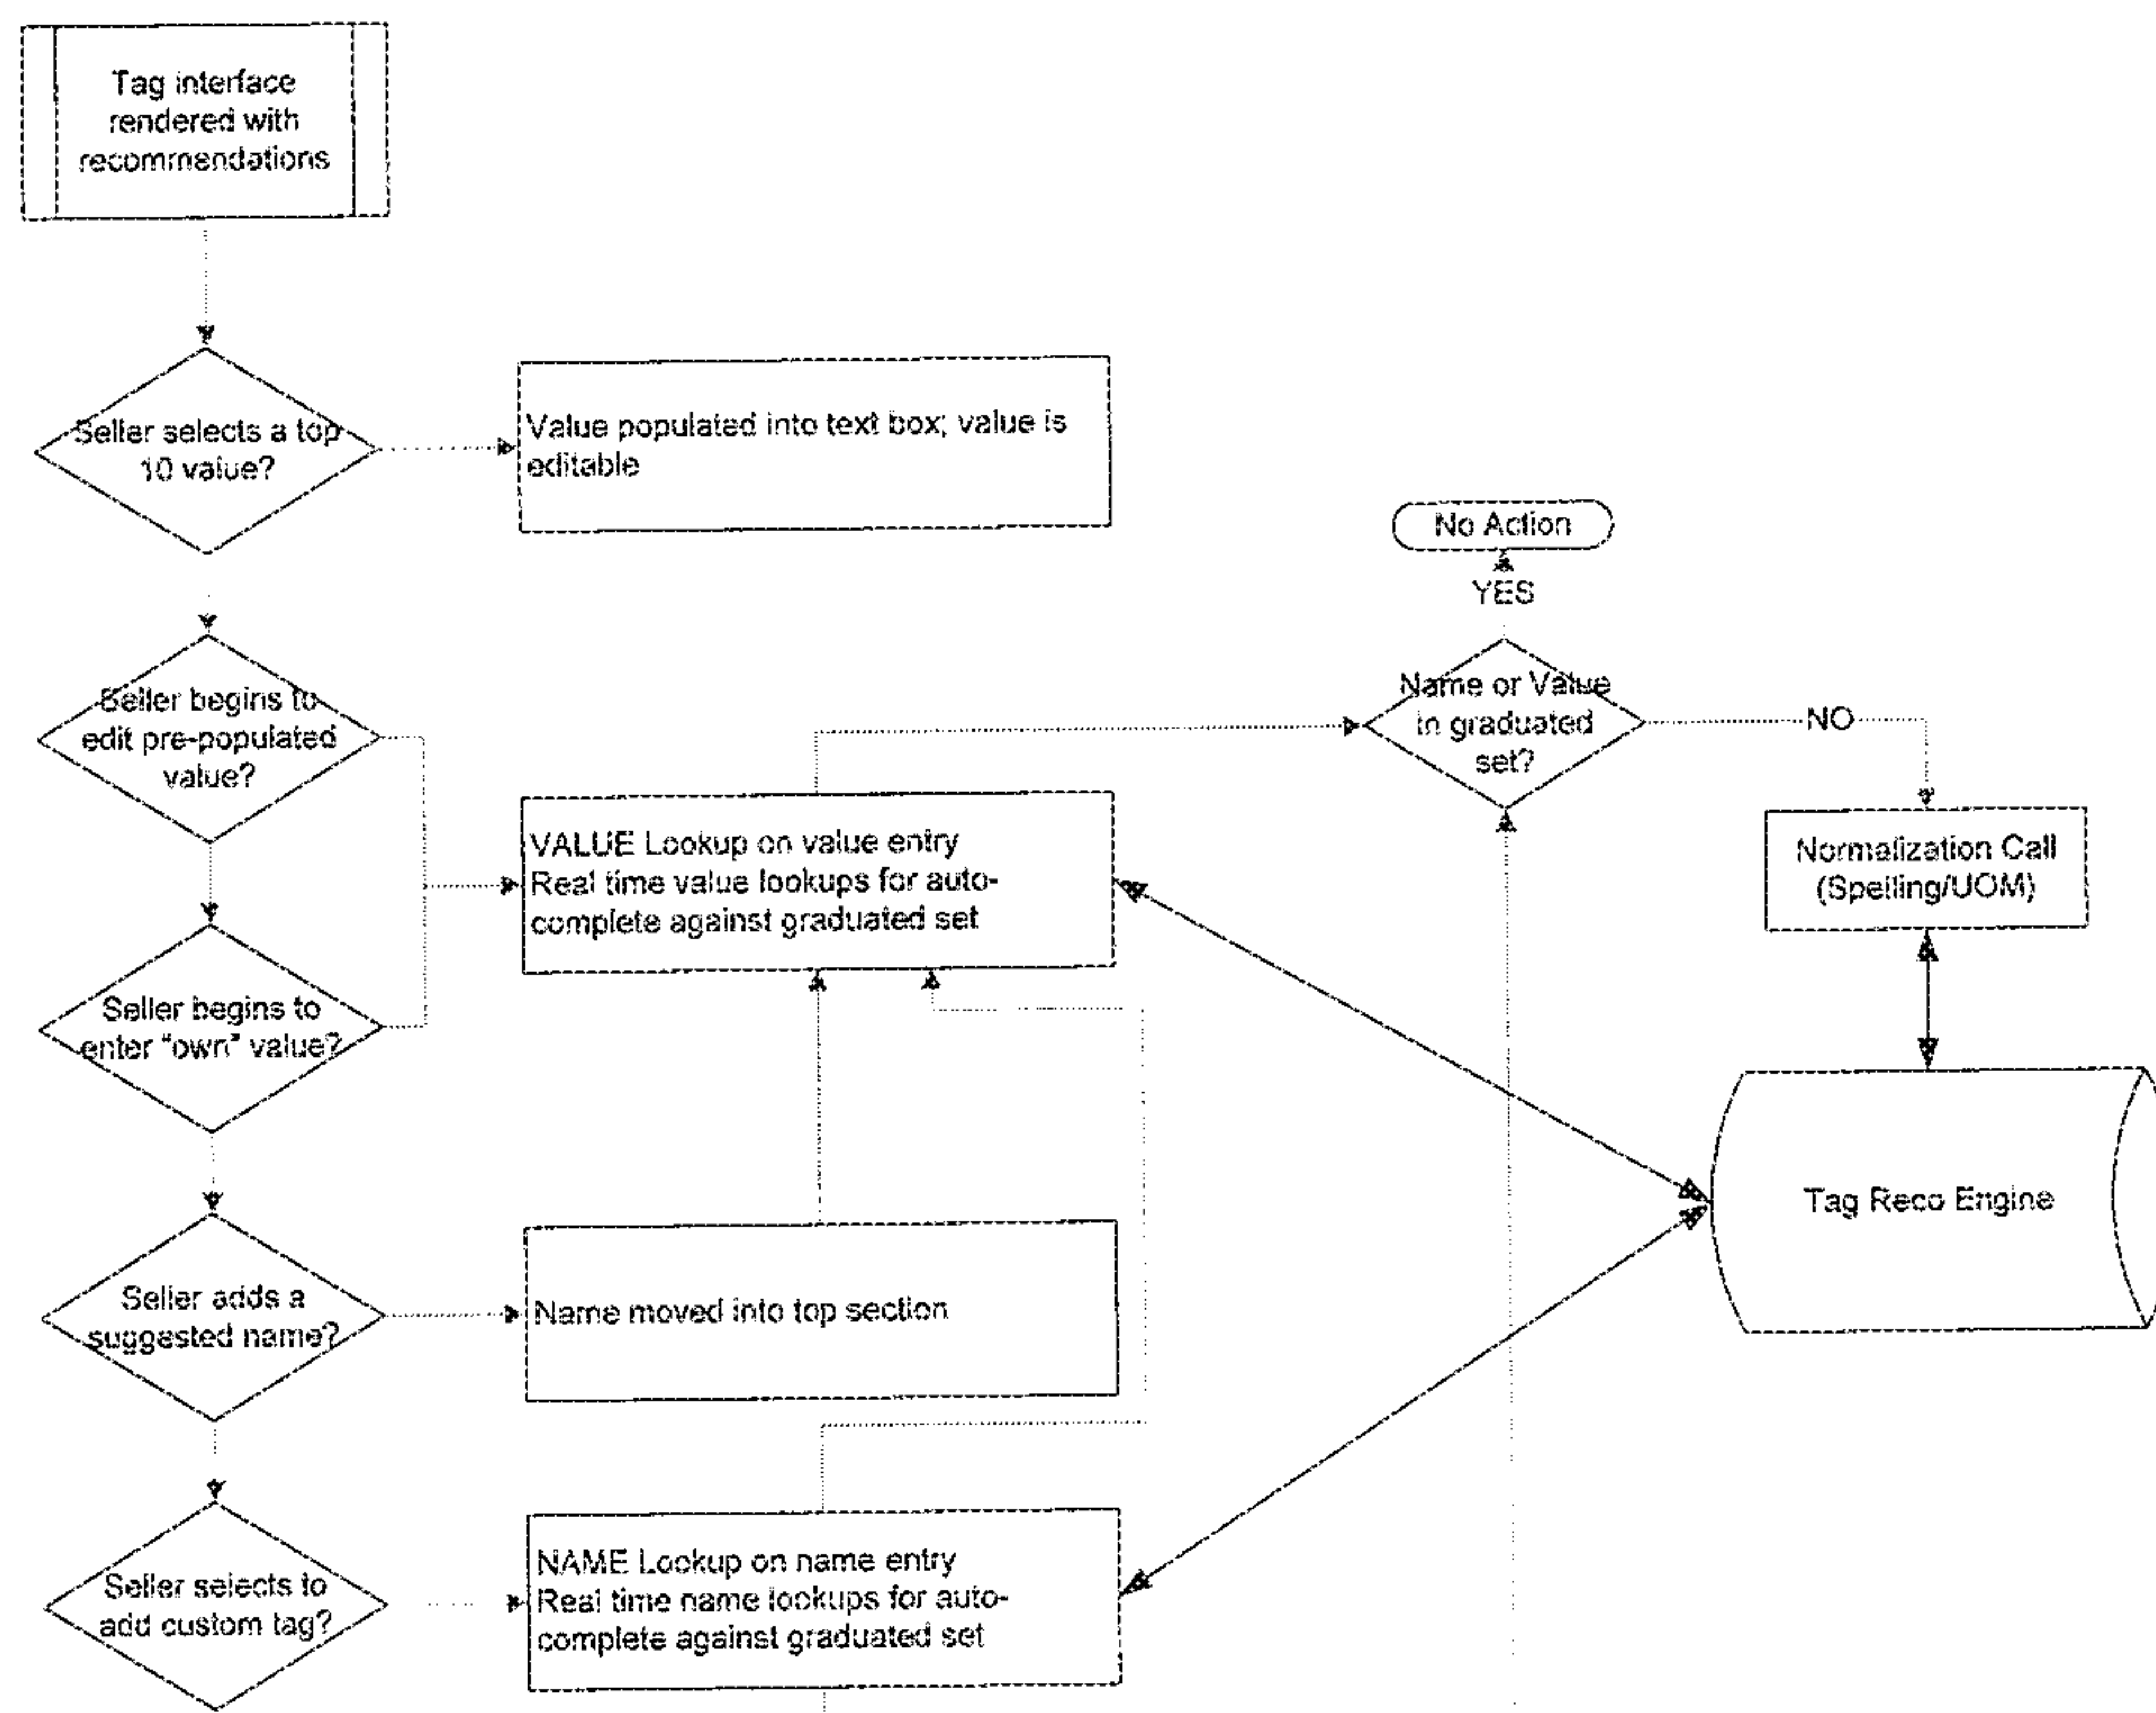 Tag interface
rendered with
recommendations
Seller selects a top
10 value?
Value populated into text box; value is
editable
No Action
YES
Seller begins to
edit pre-populated
value?
Name or Value
in graduated
set?
NO
VALUE Lookup on value entry
Real time value lookups for auto-
complete against graduated set
Normalization Call
(Spelling/UOM)
Seller begins to
enter "own" value?
Tag Reco Engine
Seller adds a
suggested name?
Name moved into top section
Seller selects to
add custom tag?
NAME Lookup on name entry
Real time name lookups for auto-
complete against graduated set